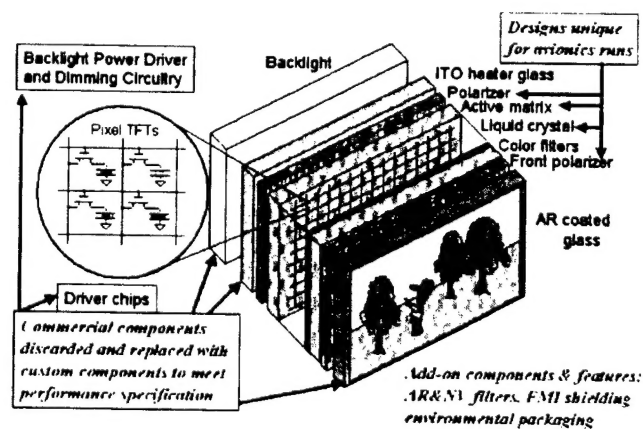 Designs unique
for avionics runs
Backlight Power Driver
and Dimming Circuitry
Backlight
ITO heater glass
Polarizer
Active matrix
Liquid crystal
Color filters
Front polarizer
Pixel TFTs
AR coated
glass
Driver chips
Commercial components
discarded and replaced with
custom components to meet
performance specification
Add-on components & features:
AR&NV filters, EMI shielding
environmental packaging